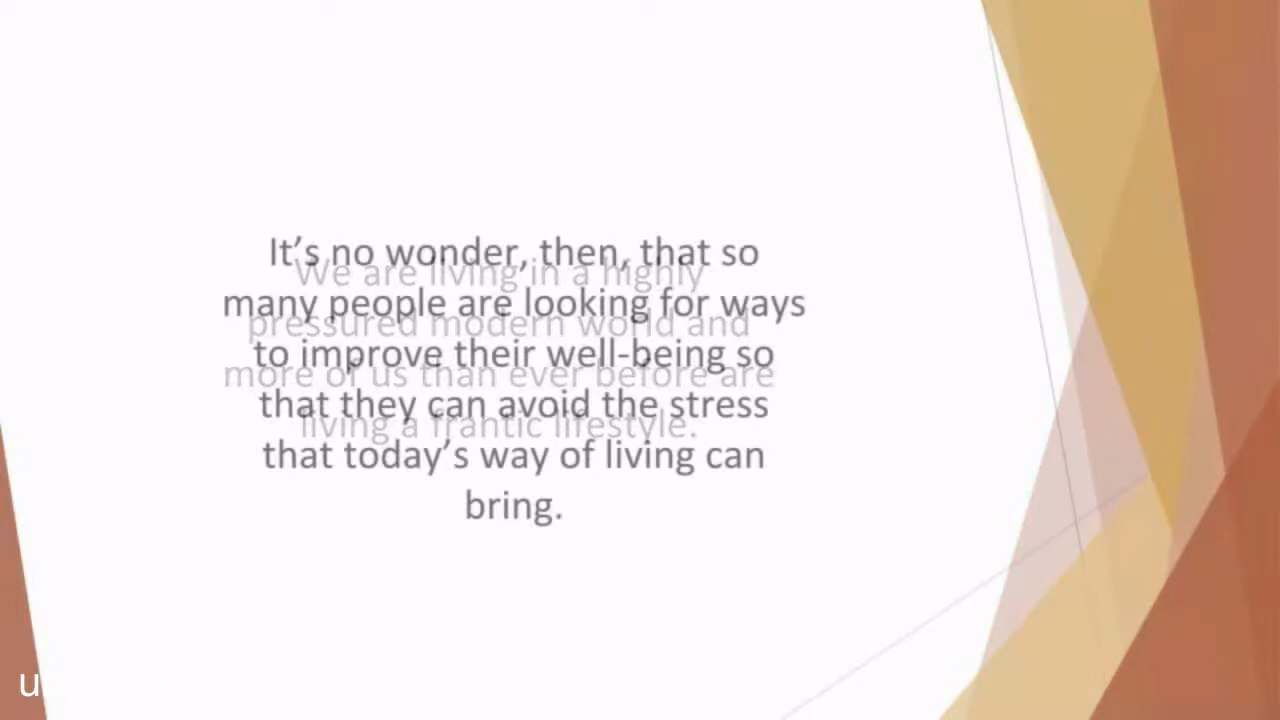 It’s no wonder, then, that so
many people are looking for ways
to improve their well-being so
that they can avoid the stress
that today’s way of living can
bring.
We are living in a highly
pressured modern world and
more of us than ever before are
living a frantic lifestyle.